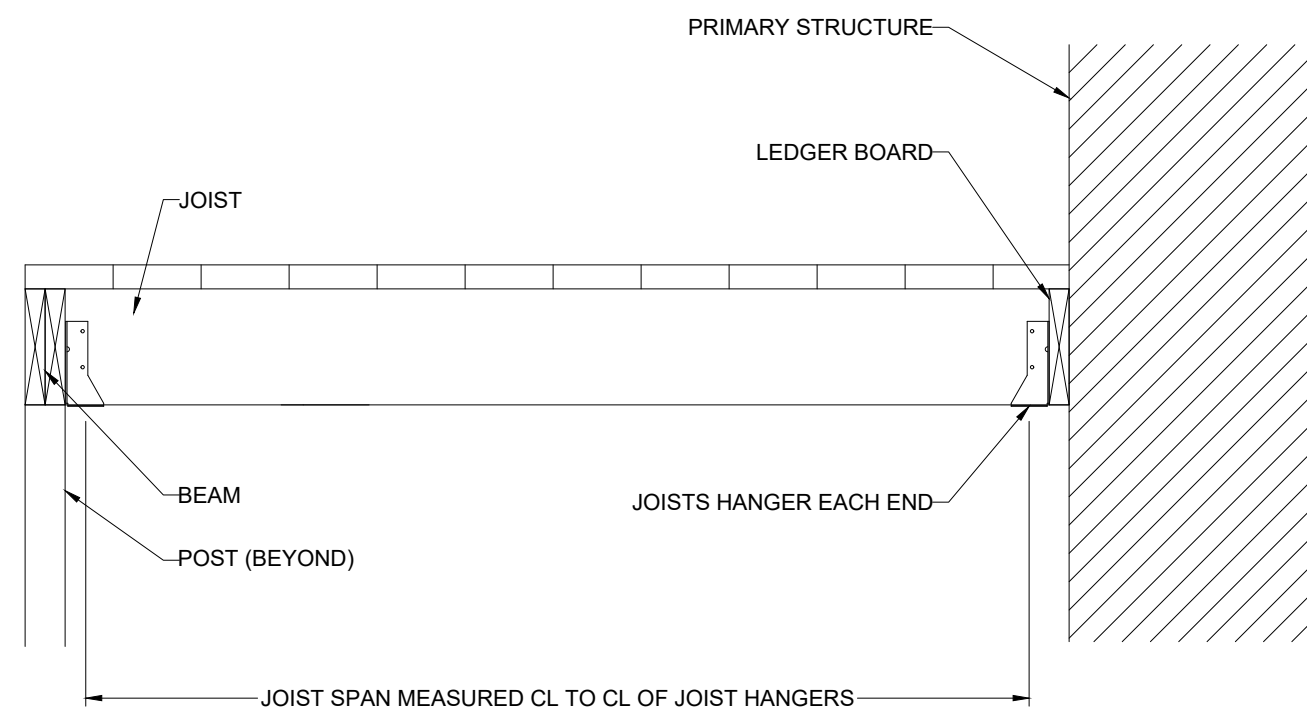 PRIMARY STRUCTURE
LEDGER BOARD
JOIST
BEAM
JOISTS HANGER EACH END
POST (BEYOND)
JOIST SPAN MEASURED CL TO CL OF JOIST HANGERS